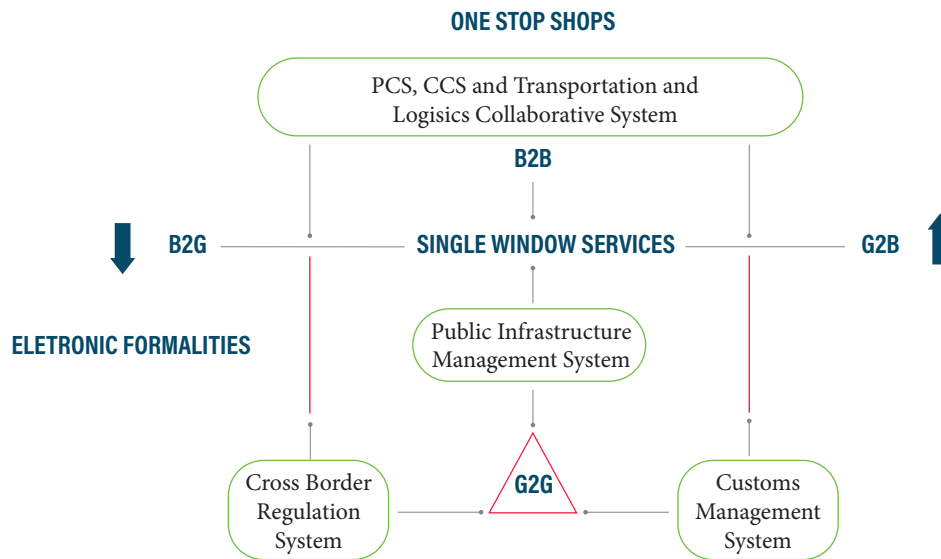 ONE STOP SHOPS
PCS, CCS and Transportation and
Logisics Collaborative System
B2B
B2G
SINGLE WINDOW SERVICES
G2B
Public Infrastructure
Management System
ELETRONIC FORMALITIES
Cross Border
Regulation
System
G2G
Customs
Management
System